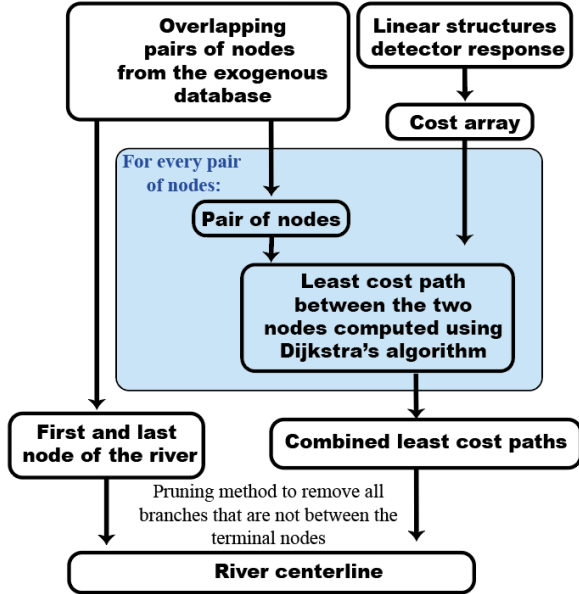 Overlapping
pairs of nodes
from the exogenous
database
Linear structures
detector response
Cost array
For every pair
of nodes:
Pair of nodes
Least cost path
between the two
nodes computed using
Dijkstra's algorithm
First and last
node of the river
Combined least cost paths
Pruning method to remove all
branches that are not between the
terminal nodes
River centerline